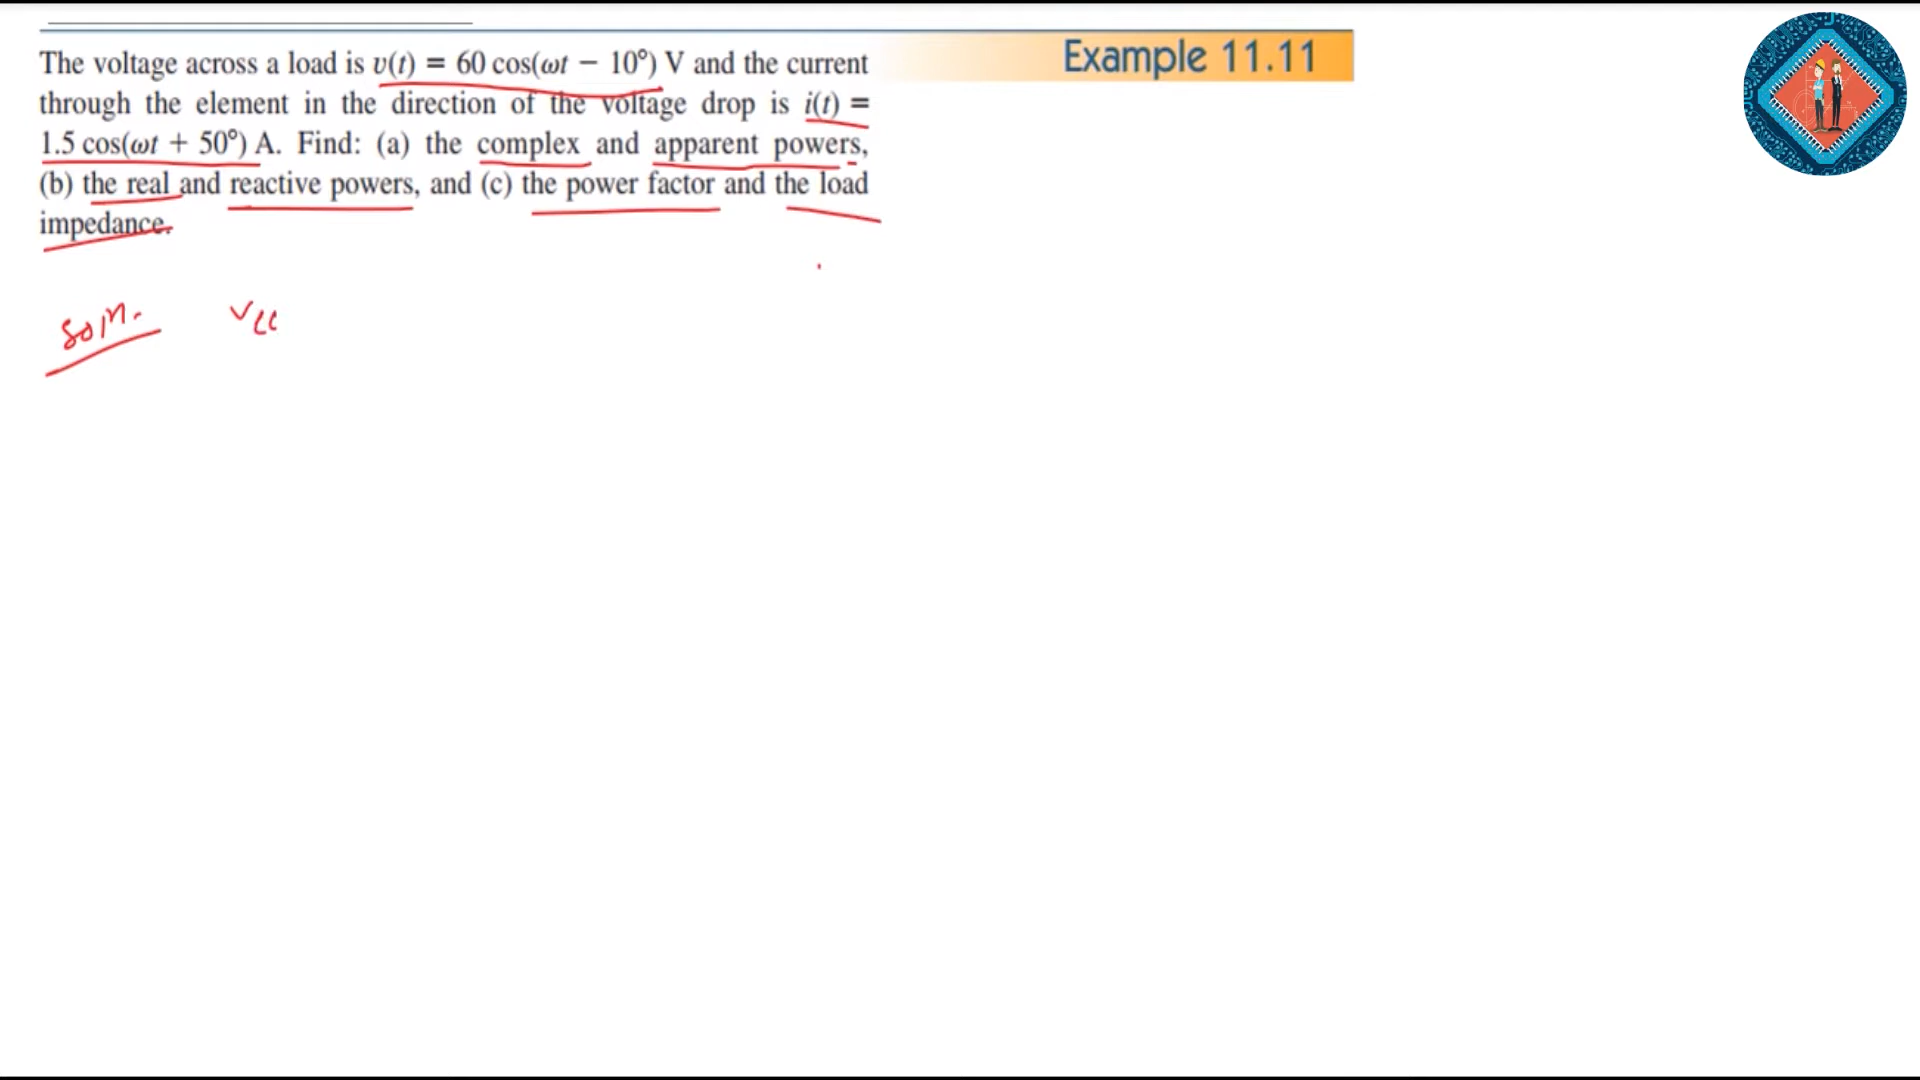 Example 11.11
The voltage across a load is v(t) = 60 cos(ωt − 10°) V and the current
through the element in the direction of the voltage drop is i(t) =
1.5 cos(ωt + 50°) A. Find: (a) the complex and apparent powers,
(b) the real and reactive powers, and (c) the power factor and the load
impedance.
Soln.